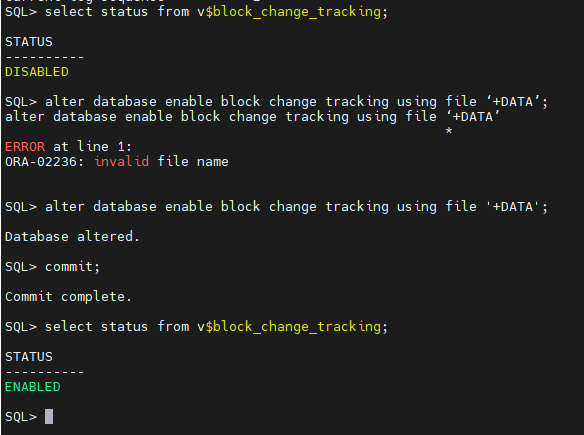 SQL> select status from v$block_change_tracking;
STATUS
----------
DISABLED
SQL> alter database enable block change tracking using file ‘+DATA’;
alter database enable block change tracking using file ‘+DATA’
*
ERROR at line 1:
ORA-02236: invalid file name
SQL> alter database enable block change tracking using file '+DATA';
Database altered.
SQL> commit;
Commit complete.
SQL> select status from v$block_change_tracking;
STATUS
----------
ENABLED
SQL>